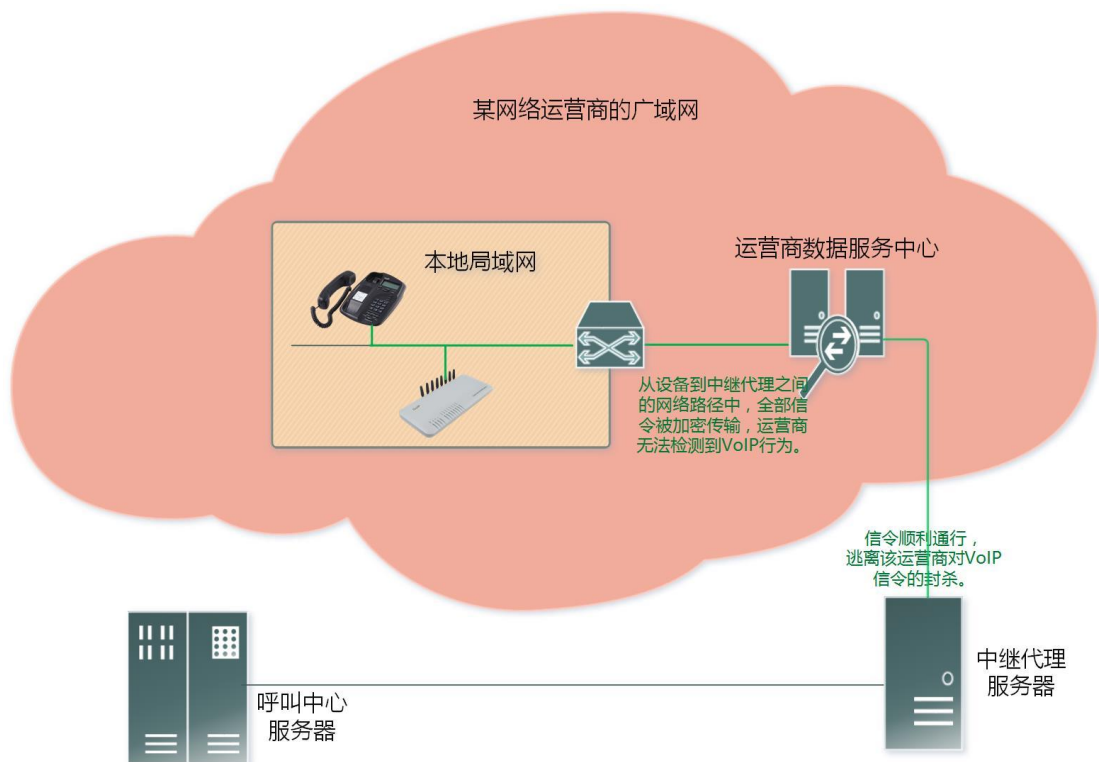 某网络运营商的广域网
本地局域网
运营商数据服务中心
从设备到中继代理之间
的网络路径中，全部信
令被加密传输，运营商
无法检测到VoIP行为。
信令顺利通行，
逃离该运营商对VoIP
信令的封杀。
中继代理
服务器
呼叫中心
服务器